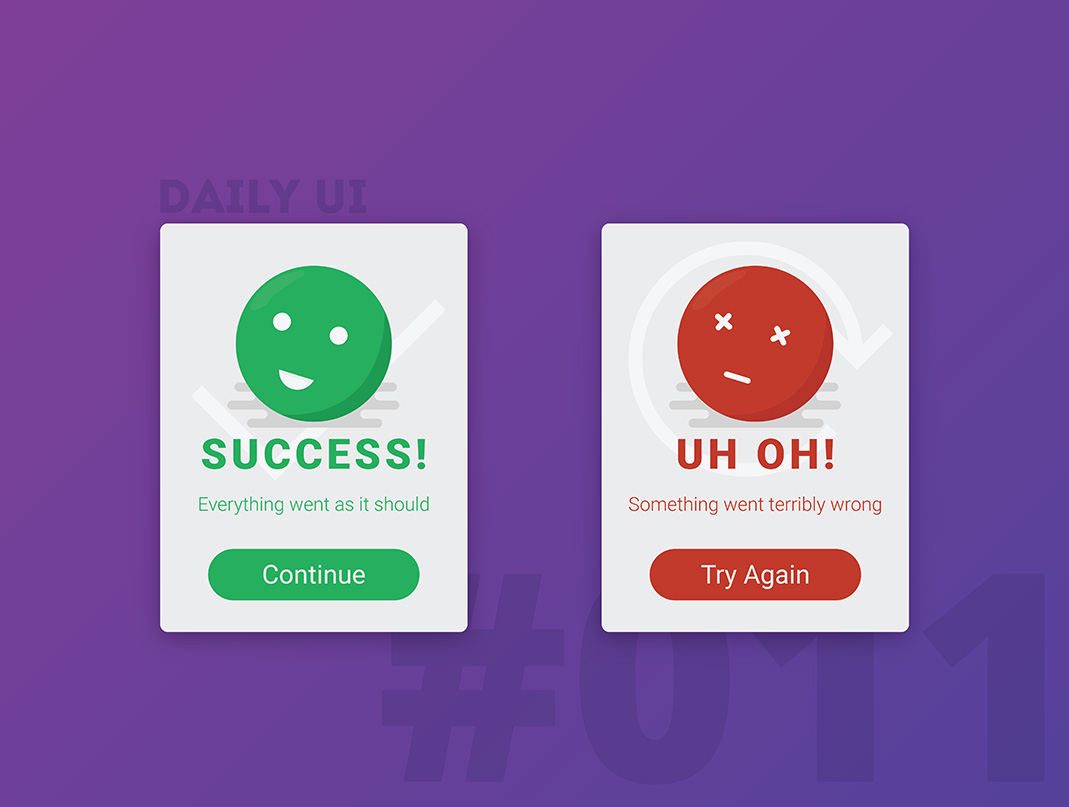 DAILY UI
SUCCESS!
Everything went as it should
Continue
UH OH!
Something went terribly wrong
Try Again
#011